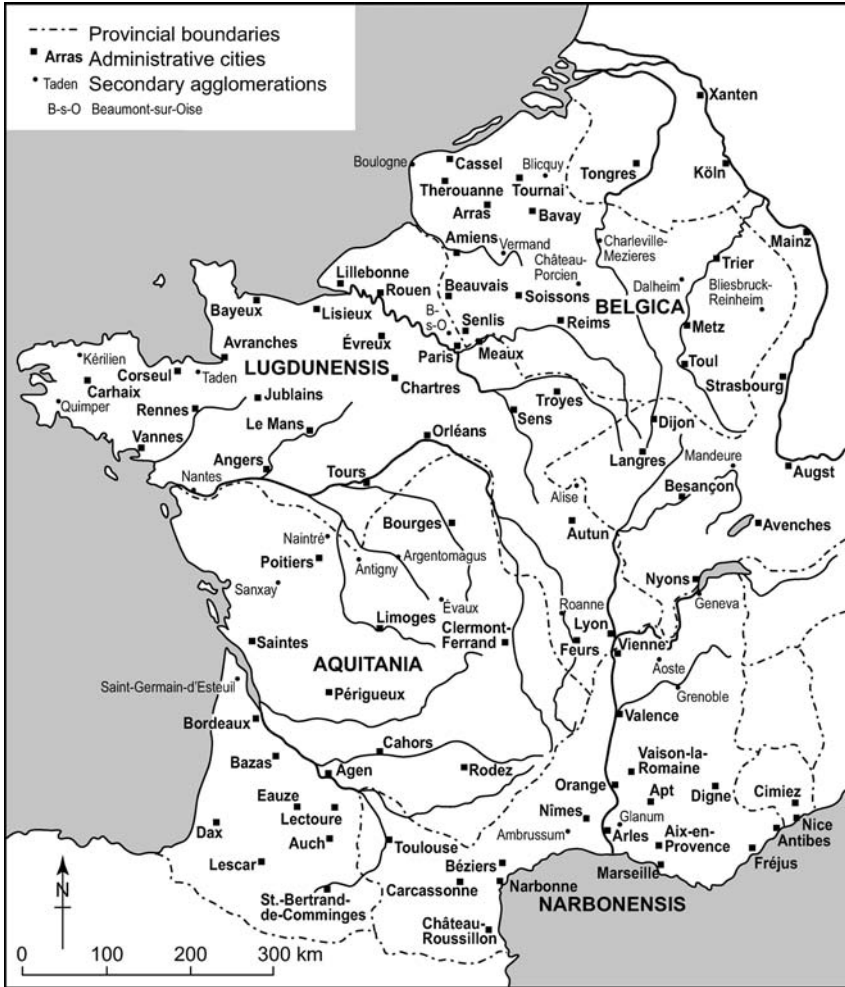 Provincial boundaries
Arras Administrative cities
Taden Secondary agglomerations
B-s-O Beaumont-sur-Oise
Xanten
Boulogne
Cassel
Blicquy
Tongres
Köln
Therouanne
Tournai
Arras
Bavay
Mainz
Amiens
Vermand
Charleville-
Mezieres
Trier
Château-
Porcien
Dalheim
Bliesbruck-
Reinheim
Lillebonne
Rouen
Beauvais
Soissons
BELGICA
Bayeux
Lisieux
B-
s-O
Senlis
Reims
Metz
Avranches
Évreux
Paris
Meaux
Toul
Kérilien
Corseul
Taden
LUGDUNENSIS
Strasbourg
Carhaix
Jublains
Chartres
Troyes
Quimper
Rennes
Sens
Dijon
Le Mans
Orléans
Vannes
Langres
Mandeure
Angers
Tours
Augst
Nantes
Alise
Besançon
Bourges
Autun
Avenches
Naintré
Poitiers
Antigny
Argentomagus
Nyons
Sanxay
Évaux
Roanne
Geneva
Limoges
Clermont-
Ferrand
Lyon
Saintes
Feurs
Vienne
AQUITANIA
Aoste
Saint-Germain-d'Esteuil
Périgueux
Grenoble
Bordeaux
Valence
Cahors
Bazas
Agen
Rodez
Vaison-la-
Romaine
Orange
Apt
Digne
Cimiez
Eauze
Lectoure
Nîmes
Glanum
Dax
Auch
Toulouse
Ambrussum
Arles
Aix-en-
Provence
Nice
Antibes
Lescar
Béziers
Marseille
Fréjus
St.-Bertrand-
de-Comminges
Carcassonne
Narbonne
NARBONENSIS
N
Château-
Roussillon
0 100 200 300 km